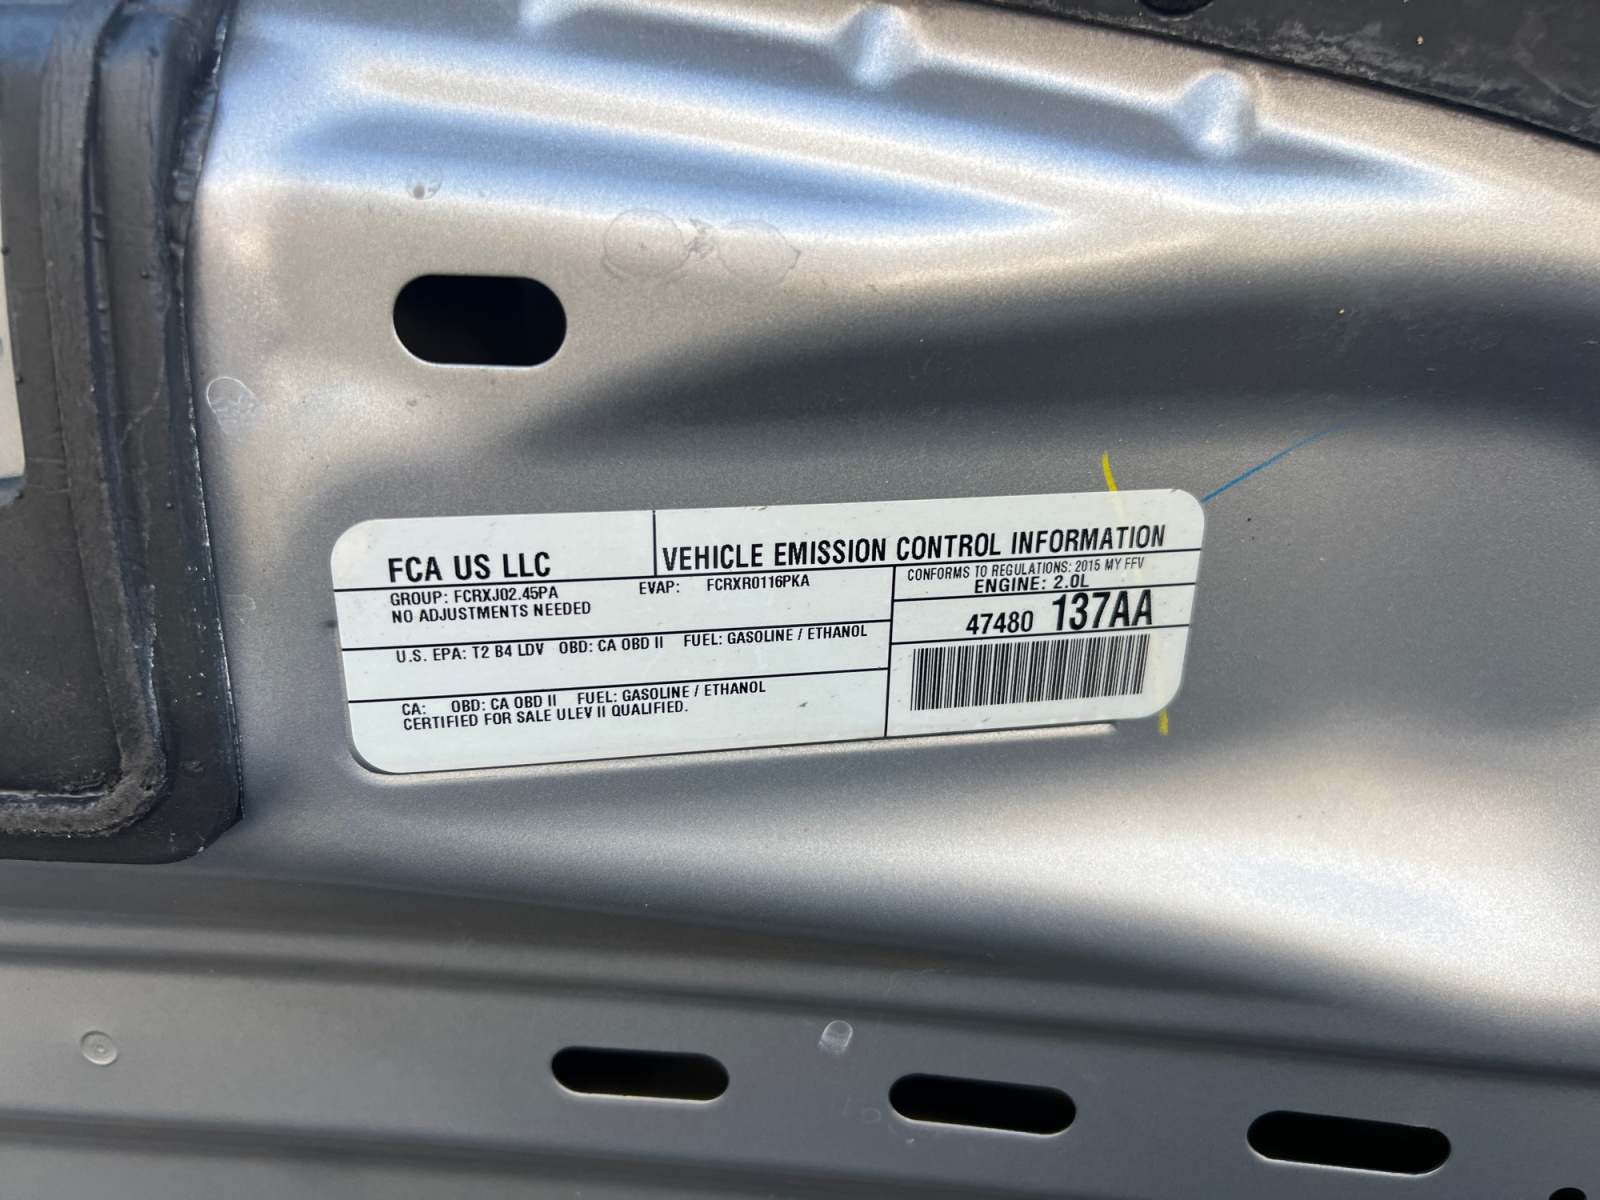 FCA US LLC
VEHICLE EMISSION CONTROL INFORMATION
GROUP: FCRXJ02.45PA EVAP: FCRXR0116PKA
NO ADJUSTMENTS NEEDED
CONFORMS TO REGULATIONS: 2015 MY FFV
ENGINE: 2.0L
47480 137AA
U.S. EPA: T2 B4 LDV OBD: CA OBD II FUEL: GASOLINE / ETHANOL
CA: OBD: CA OBD II FUEL: GASOLINE / ETHANOL
CERTIFIED FOR SALE ULEV II QUALIFIED.